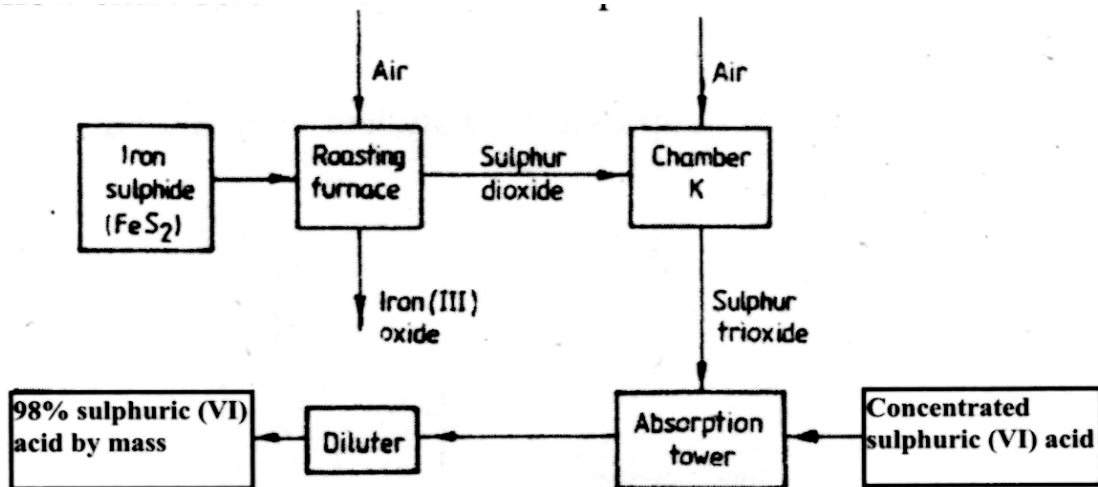 Air
Air
Iron
sulphide
(FeS₂)
Roasting
furnace
Sulphur
dioxide
Chamber
K
Iron (III)
oxide
Sulphur
trioxide
98% sulphuric (VI)
acid by mass
Diluter
Absorption
tower
Concentrated
sulphuric (VI) acid